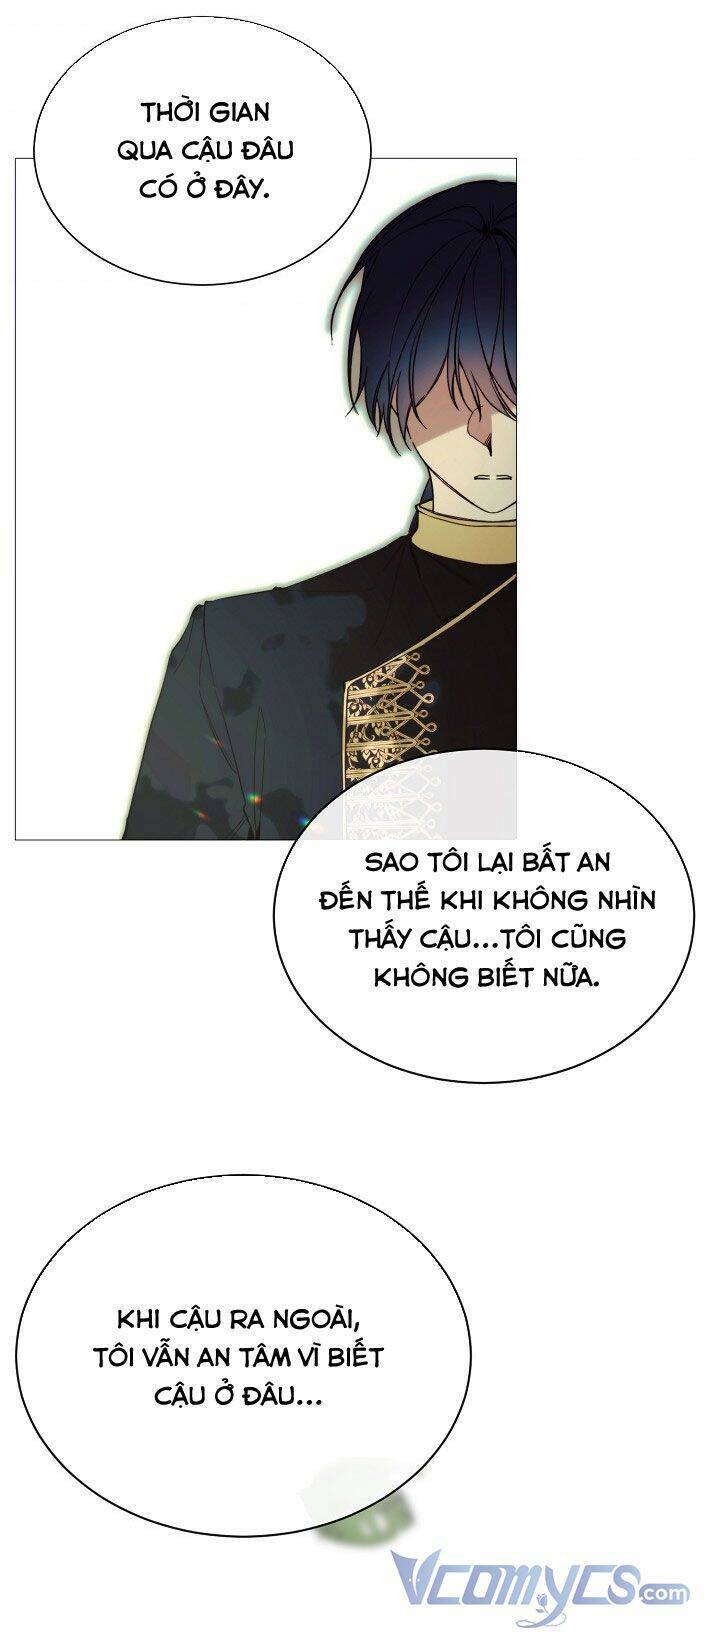 THỜI GIAN
QUA CẬU ĐÂU
CÓ Ở ĐÂY.
SAO TÔI LẠI BẤT AN
ĐẾN THẾ KHI KHÔNG NHÌN
THẤY CẬU...TÔI CŨNG
KHÔNG BIẾT NỮA.
KHI CẬU RA NGOÀI,
TÔI VẪN AN TÂM VÌ BIẾT
CẬU Ở ĐÂU...
VCOMYCS.com